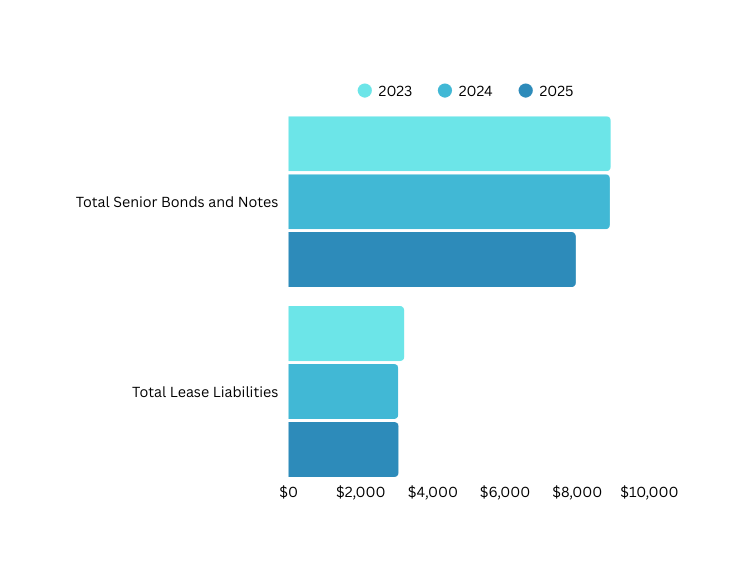 2023 2024 2025
Total Senior Bonds and Notes
Total Lease Liabilities
$0 $2,000 $4,000 $6,000 $8,000 $10,000